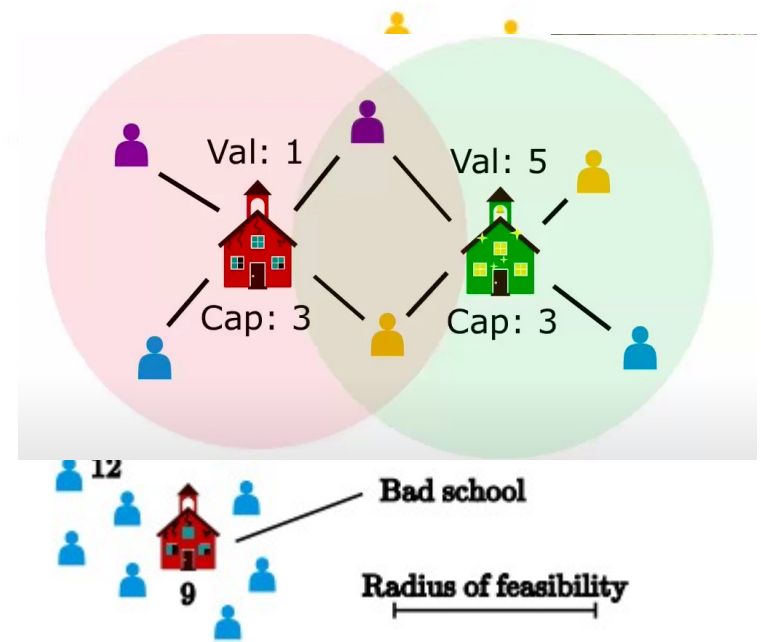 Val: 1
Val: 5
Cap: 3
Cap: 3
12
Bad school
9
Radius of feasibility